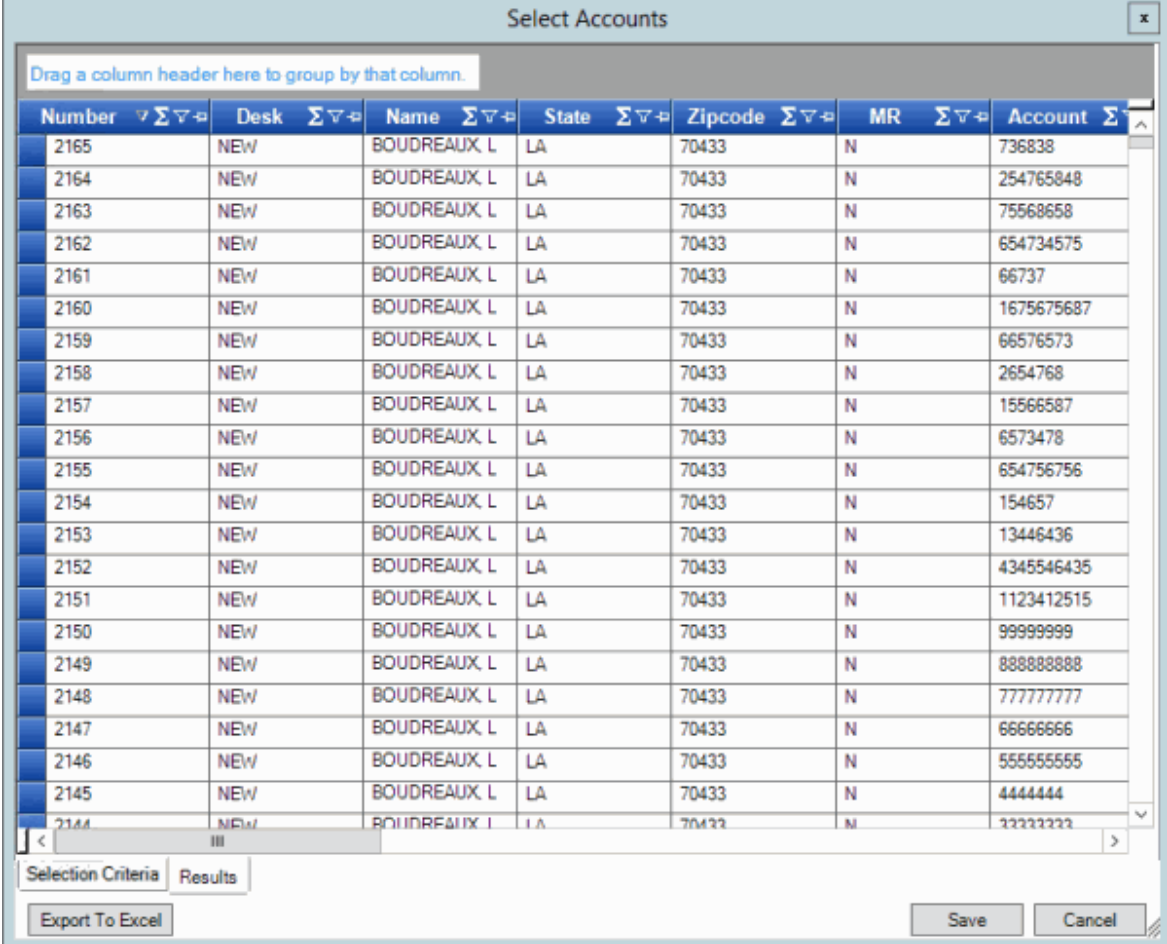 Select Accounts
x
Drag a column header here to group by that column.
Number Σ Desk Σ Name Σ State Σ Zipcode Σ MR Σ Account Σ
2165 NEW BOUDREAUX, L LA 70433 N 736838
2164 NEW BOUDREAUX, L LA 70433 N 254765848
2163 NEW BOUDREAUX, L LA 70433 N 75568658
2162 NEW BOUDREAUX, L LA 70433 N 654734575
2161 NEW BOUDREAUX, L LA 70433 N 66737
2160 NEW BOUDREAUX, L LA 70433 N 1675675687
2159 NEW BOUDREAUX, L LA 70433 N 66576573
2158 NEW BOUDREAUX, L LA 70433 N 2654768
2157 NEW BOUDREAUX, L LA 70433 N 15566587
2156 NEW BOUDREAUX, L LA 70433 N 6573478
2155 NEW BOUDREAUX, L LA 70433 N 654756756
2154 NEW BOUDREAUX, L LA 70433 N 154657
2153 NEW BOUDREAUX, L LA 70433 N 13446436
2152 NEW BOUDREAUX, L LA 70433 N 4345546435
2151 NEW BOUDREAUX, L LA 70433 N 1123412515
2150 NEW BOUDREAUX, L LA 70433 N 99999999
2149 NEW BOUDREAUX, L LA 70433 N 888888888
2148 NEW BOUDREAUX, L LA 70433 N 777777777
2147 NEW BOUDREAUX, L LA 70433 N 66666666
2146 NEW BOUDREAUX, L LA 70433 N 555555555
2145 NEW BOUDREAUX, L LA 70433 N 4444444
2144 NEW BOUDREAUX, L LA 70433 N 33333333
Selection Criteria Results
Export To Excel Save Cancel